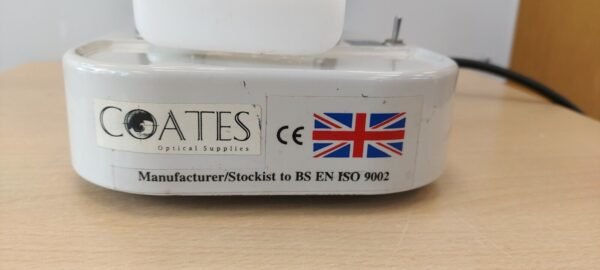 COATES
Optical Supplies
CE
Manufacturer/Stockist to BS EN ISO 9002